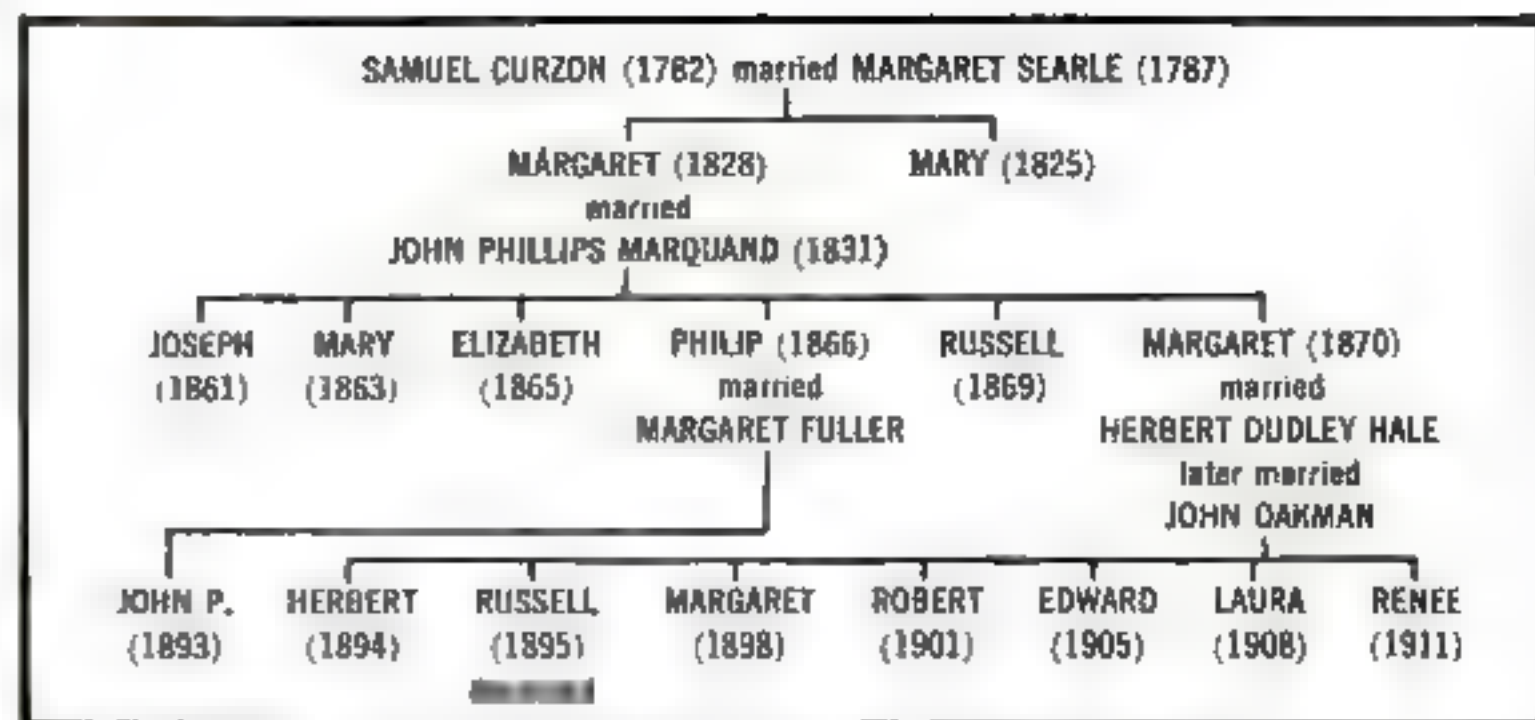 SAMUEL CURZON (1782) married MARGARET SEARLE (1787)
MARGARET (1828) MARY (1825)
married
JOHN PHILLIPS MARQUAND (1831)
JOSEPH MARY ELIZABETH PHILIP (1866) RUSSELL MARGARET (1870)
(1861) (1863) (1865) married (1869) married
MARGARET FULLER HERBERT DUDLEY HALE
later married
JOHN OAKMAN
JOHN P. HERBERT RUSSELL MARGARET ROBERT EDWARD LAURA RENEE
(1893) (1894) (1895) (1898) (1901) (1905) (1908) (1911)